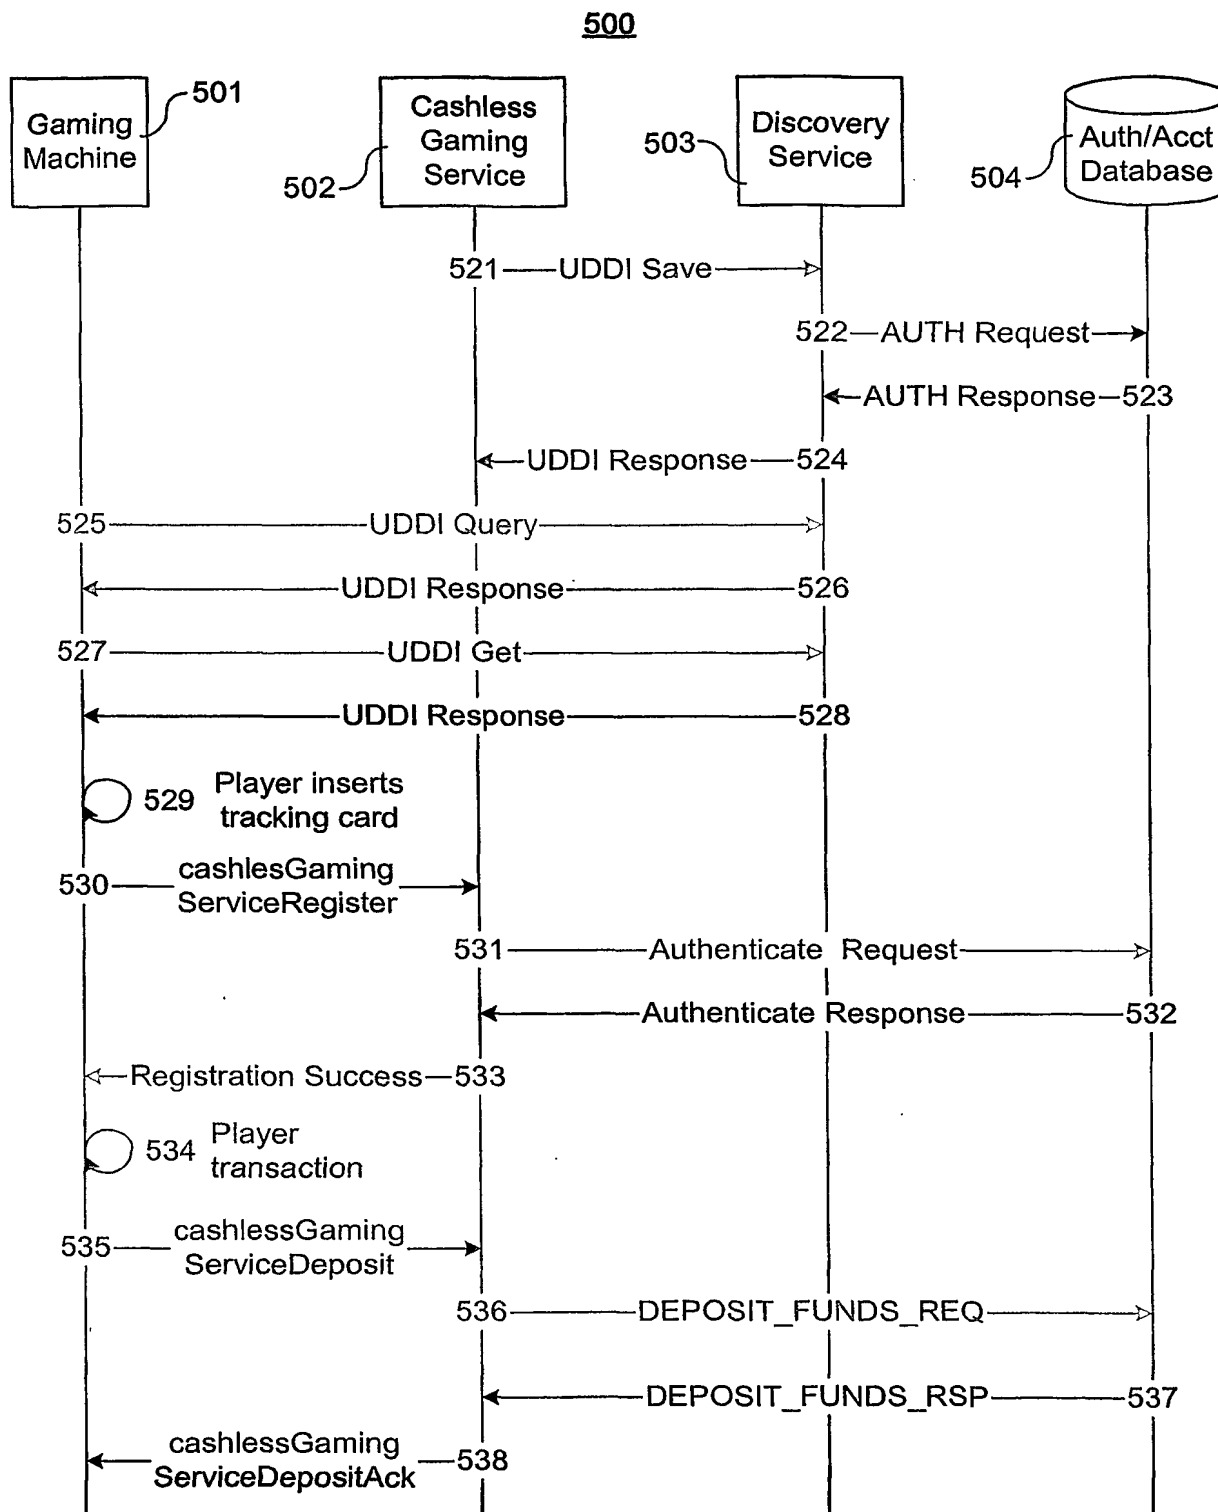 500
501
Gaming
Machine
Cashless
Gaming
Service
502
Discovery
Service
503
Auth/Acct
Database
504
521 UDDI Save
522 AUTH Request
AUTH Response 523
UDDI Response 524
525 UDDI Query
UDDI Response 526
527 UDDI Get
UDDI Response 528
529 Player inserts
tracking card
530 cashlesGaming
ServiceRegister
531 Authenticate Request
Authenticate Response 532
Registration Success 533
534 Player
transaction
535 cashlessGaming
ServiceDeposit
536 DEPOSIT_FUNDS_REQ
DEPOSIT_FUNDS_RSP 537
cashlessGaming
ServiceDepositAck 538